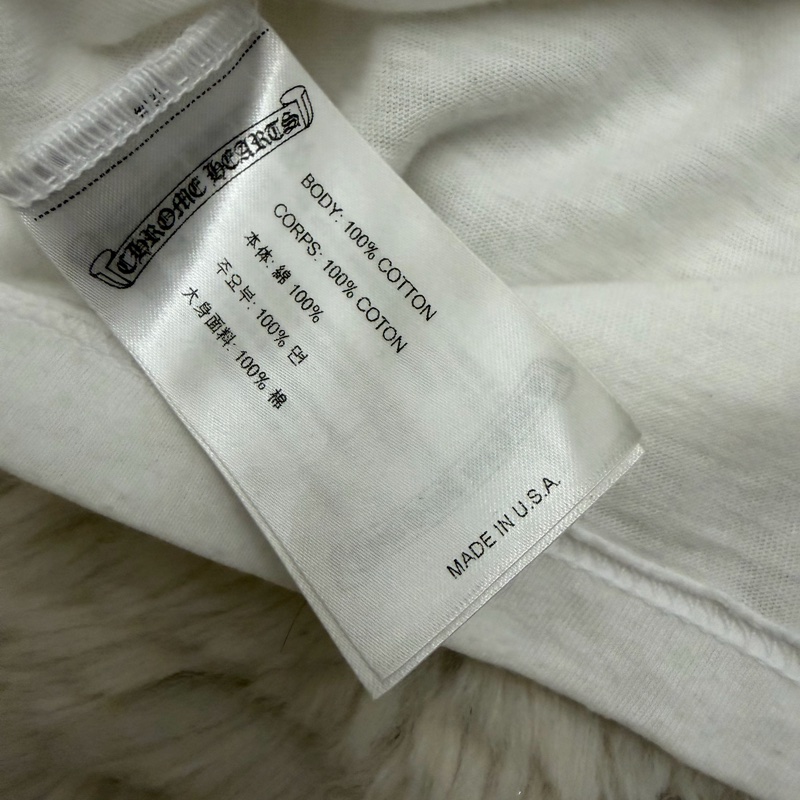 CHROME HEARTS
BODY: 100% COTTON
CORPS: 100% COTON
本体: 綿 100%
주요부: 100% 면
大身面料: 100% 棉
MADE IN U.S.A.